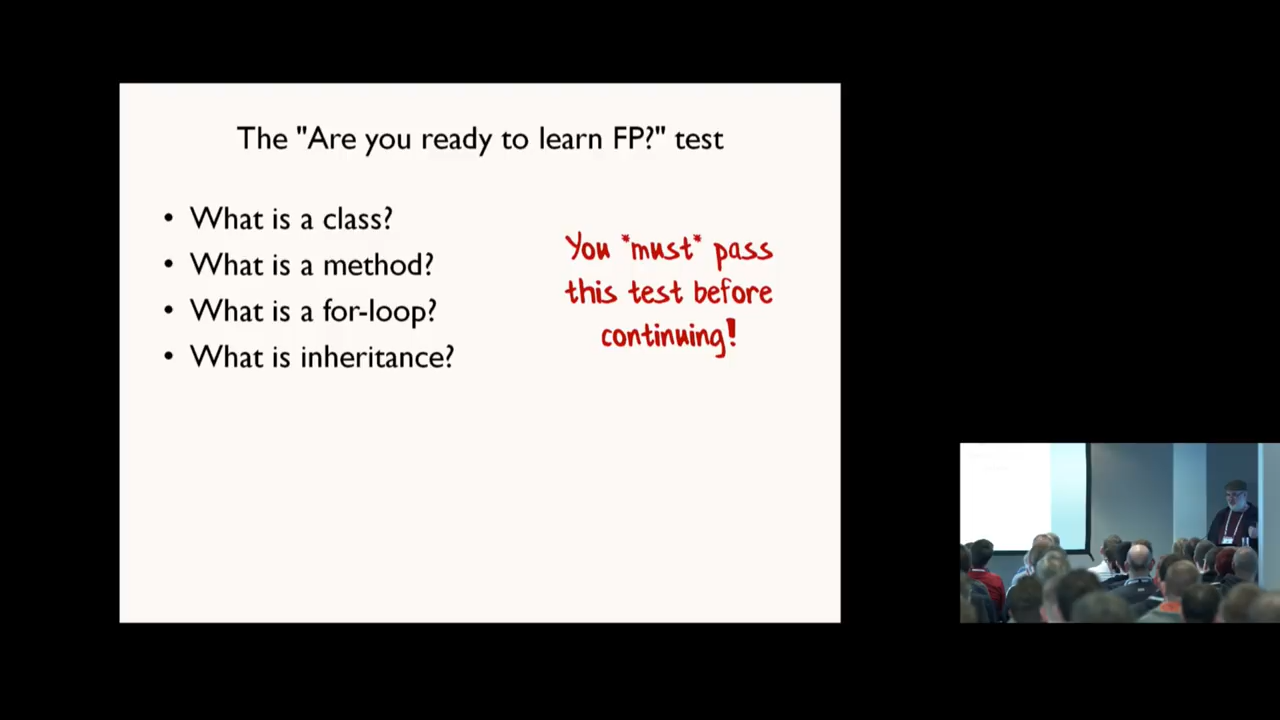 The "Are you ready to learn FP?" test
• What is a class?
• What is a method?
• What is a for-loop?
• What is inheritance?
You *must* pass
this test before
continuing!